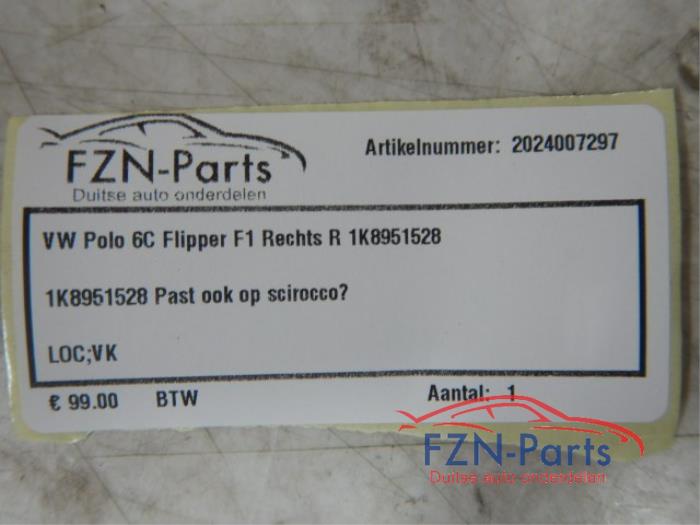 FZN-Parts
Duitse auto onderdelen
Artikelnummer: 2024007297
VW Polo 6C Flipper F1 Rechts R 1K8951528
1K8951528 Past ook op scirocco?
LOC;VK
€ 99.00 BTW Aantal: 1
FZN-Parts
Duitse auto onderdelen